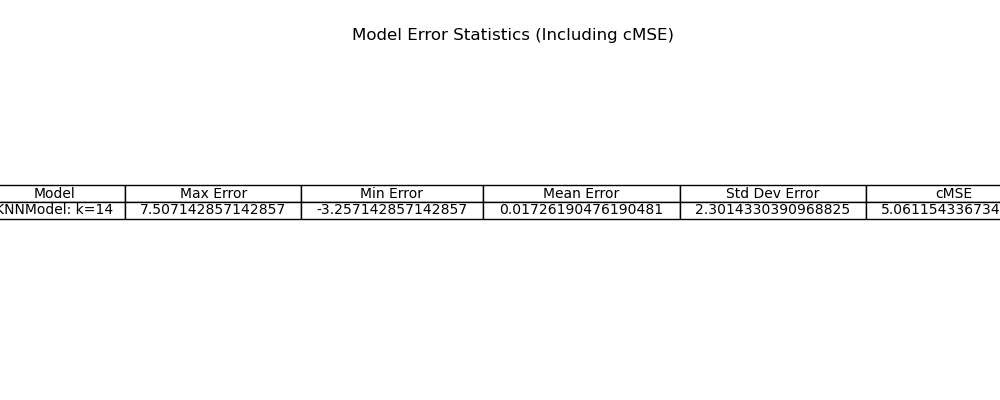 Model Error Statistics (Including cMSE)
Model Max Error Min Error Mean Error Std Dev Error cMSE
KNNModel: k=14 7.507142857142857 -3.257142857142857 0.01726190476190481 2.3014330390968825 5.061154336734